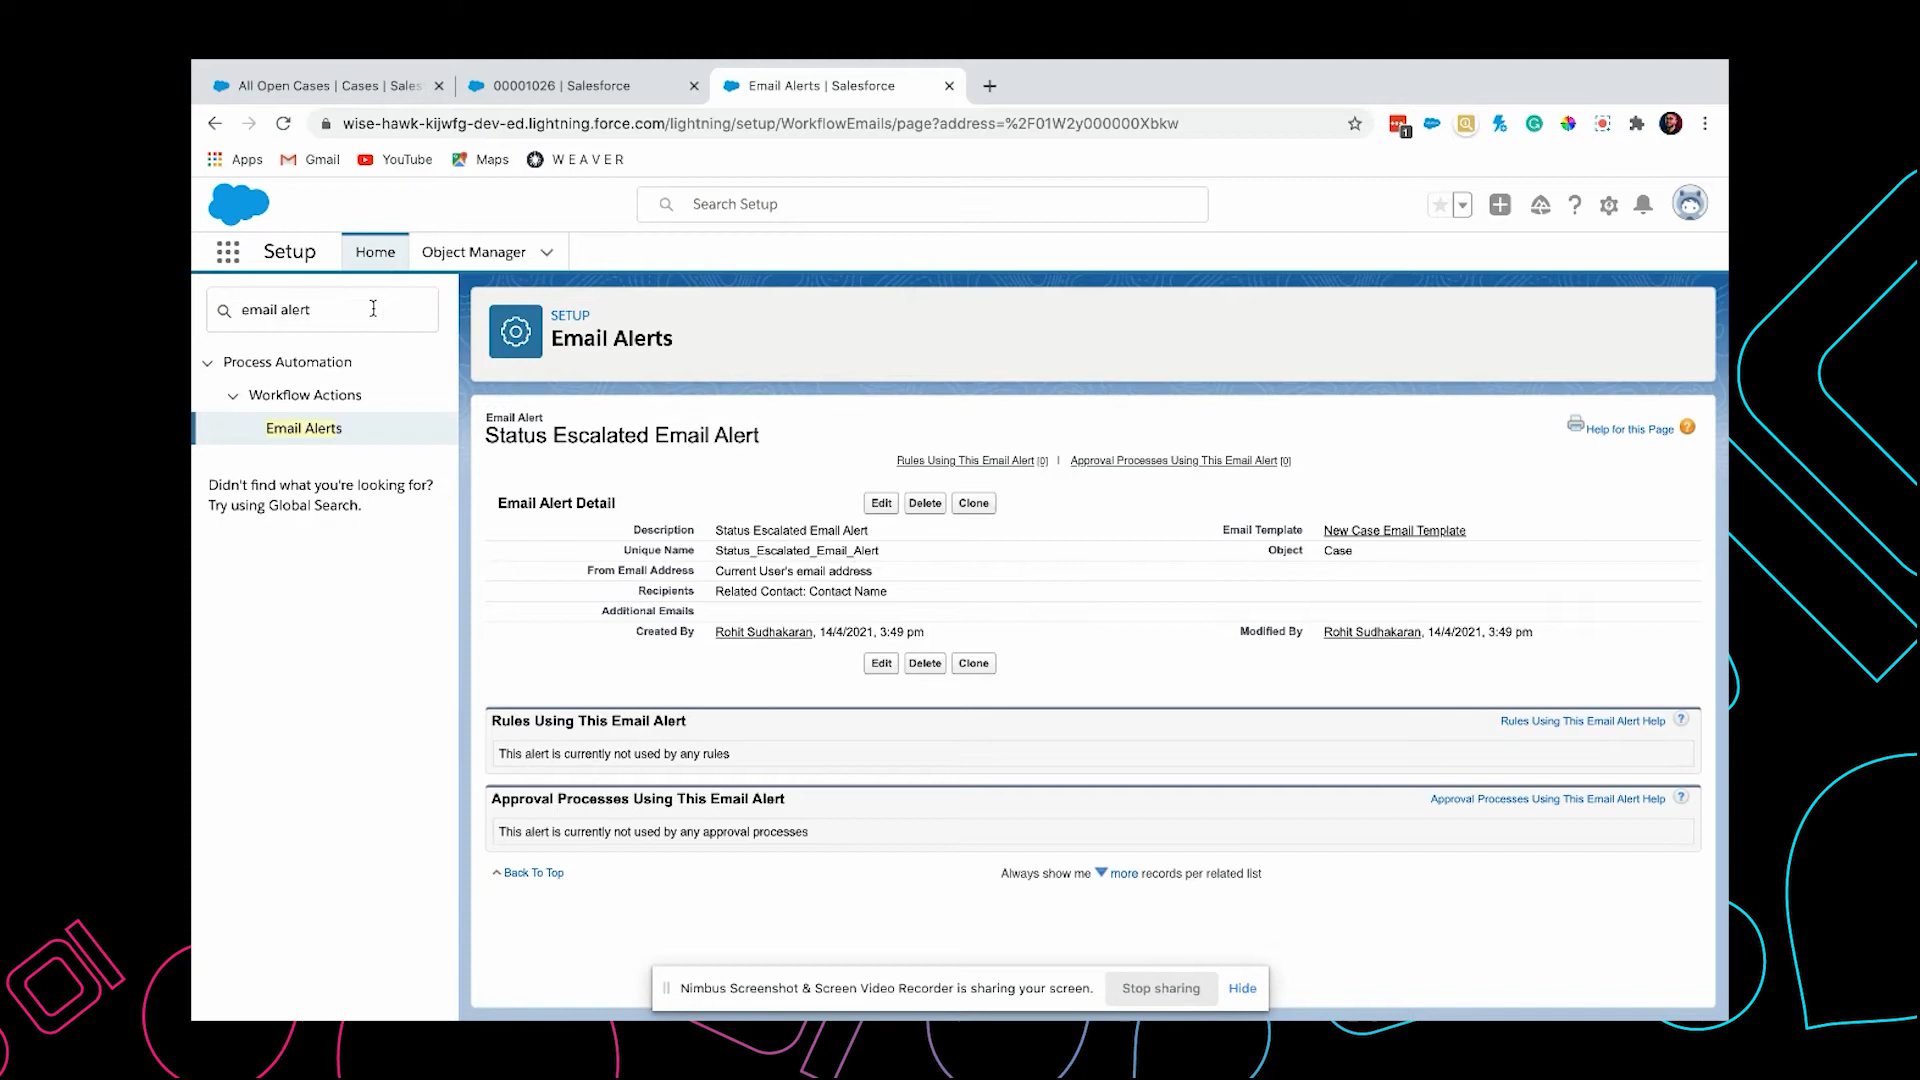 All Open Cases | Cases | Sales
00001026 | Salesforce
Email Alerts | Salesforce
wise-hawk-kijwfg-dev-ed.lightning.force.com/lightning/setup/WorkflowEmails/page?address=%2F01W2y000000Xbkw
1
Apps
Gmail
YouTube
Maps
WEAVER
Search Setup
Setup
Home
Object Manager
email alert
Process Automation
Workflow Actions
Email Alerts
Didn't find what you're looking for?
Try using Global Search.
SETUP
Email Alerts
Email Alert
Status Escalated Email Alert
Help for this Page ?
Rules Using This Email Alert [0] | Approval Processes Using This Email Alert [0]
Email Alert Detail
Edit Delete Clone
Description Status Escalated Email Alert Email Template New Case Email Template
Unique Name Status_Escalated_Email_Alert Object Case
From Email Address Current User's email address
Recipients Related Contact: Contact Name
Additional Emails
Created By Rohit Sudhakaran, 14/4/2021, 3:49 pm Modified By Rohit Sudhakaran, 14/4/2021, 3:49 pm
Edit Delete Clone
Rules Using This Email Alert Rules Using This Email Alert Help ?
This alert is currently not used by any rules
Approval Processes Using This Email Alert Approval Processes Using This Email Alert Help ?
This alert is currently not used by any approval processes
Back To Top
Always show me more records per related list
Nimbus Screenshot & Screen Video Recorder is sharing your screen. Stop sharing Hide